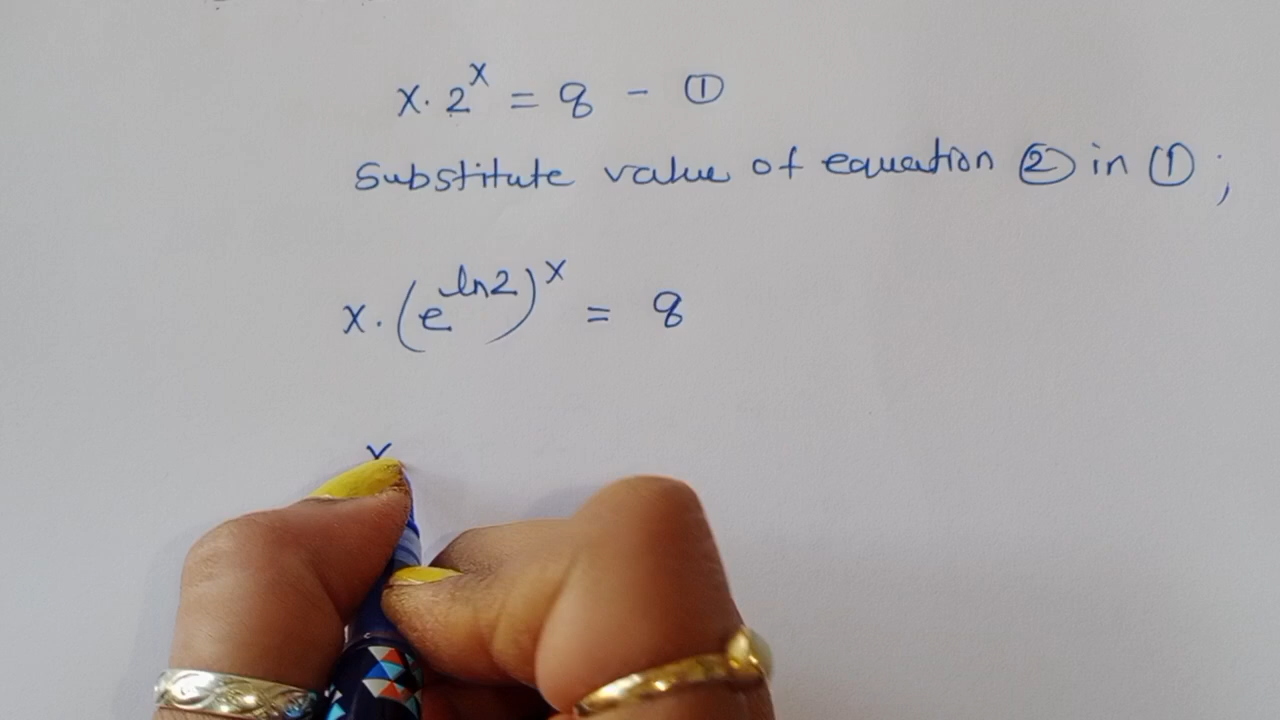 x. 2^x = 8 - ①
Substitute value of equation ② in ① ;
x. (e^ln2)^x = 8
x